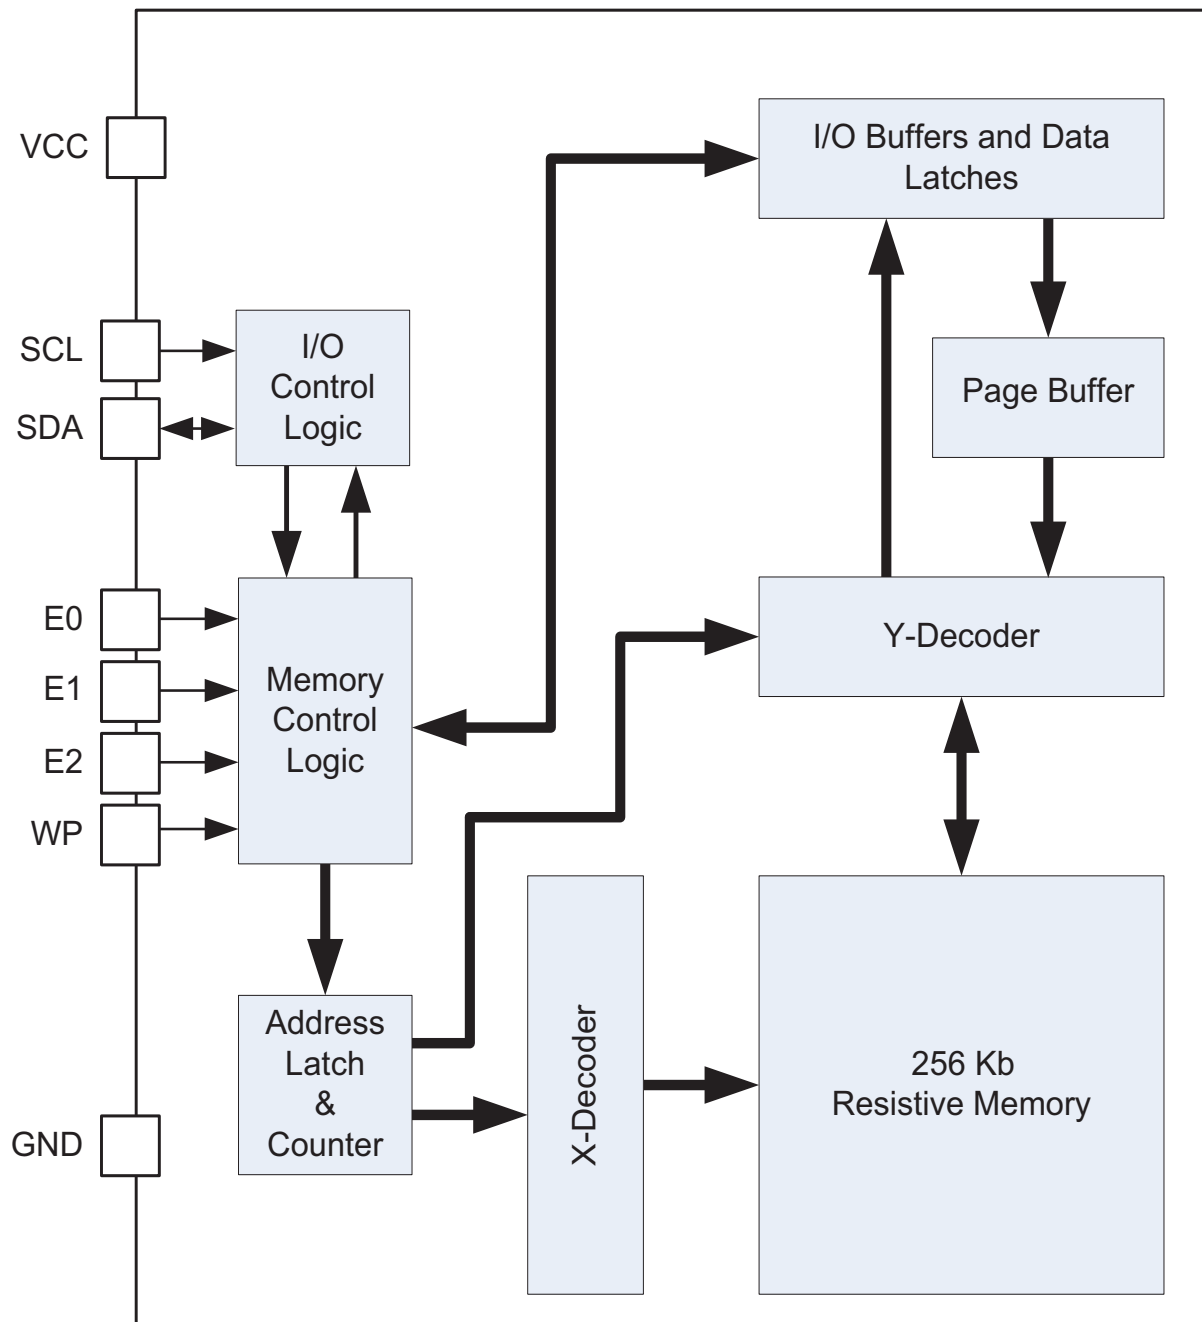 VCC
I/O Buffers and Data
Latches
SCL
SDA
I/O
Control
Logic
Page Buffer
E0
E1
E2
WP
Memory
Control
Logic
Y-Decoder
Address
Latch
&
Counter
X-Decoder
256 Kb
Resistive Memory
GND